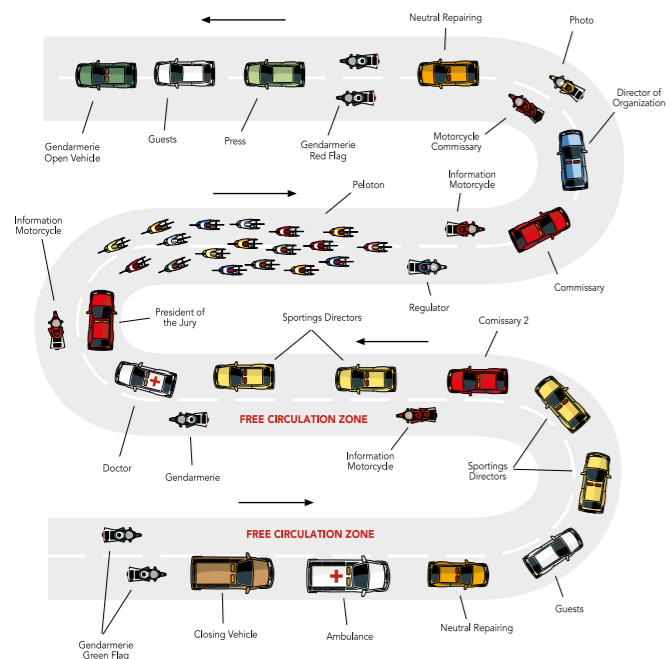 Neutral Repairing
Photo
Director of
Organization
Gendarmerie
Open Vehicle
Guests
Press
Gendarmerie
Red Flag
Motorcycle
Commissary
Information
Motorcycle
Peloton
Information
Motorcycle
Commissary
Regulator
President of
the Jury
Sportings Directors
Comissary 2
FREE CIRCULATION ZONE
Doctor
Gendarmerie
Information
Motorcycle
Sportings
Directors
FREE CIRCULATION ZONE
Gendarmerie
Green Flag
Closing Vehicle
Ambulance
Neutral Repairing
Guests